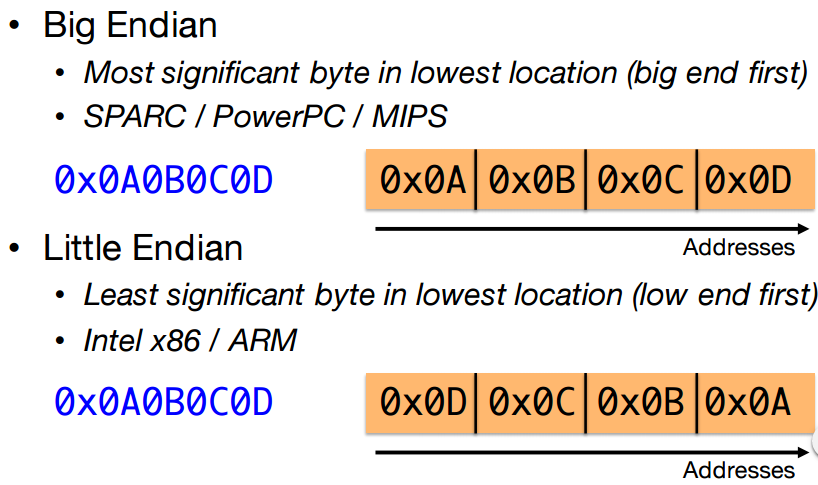 • Big Endian
• Most significant byte in lowest location (big end first)
• SPARC / PowerPC / MIPS
0x0A0B0C0D 0x0A 0x0B 0x0C 0x0D
Addresses
• Little Endian
• Least significant byte in lowest location (low end first)
• Intel x86 / ARM
0x0A0B0C0D 0x0D 0x0C 0x0B 0x0A
Addresses